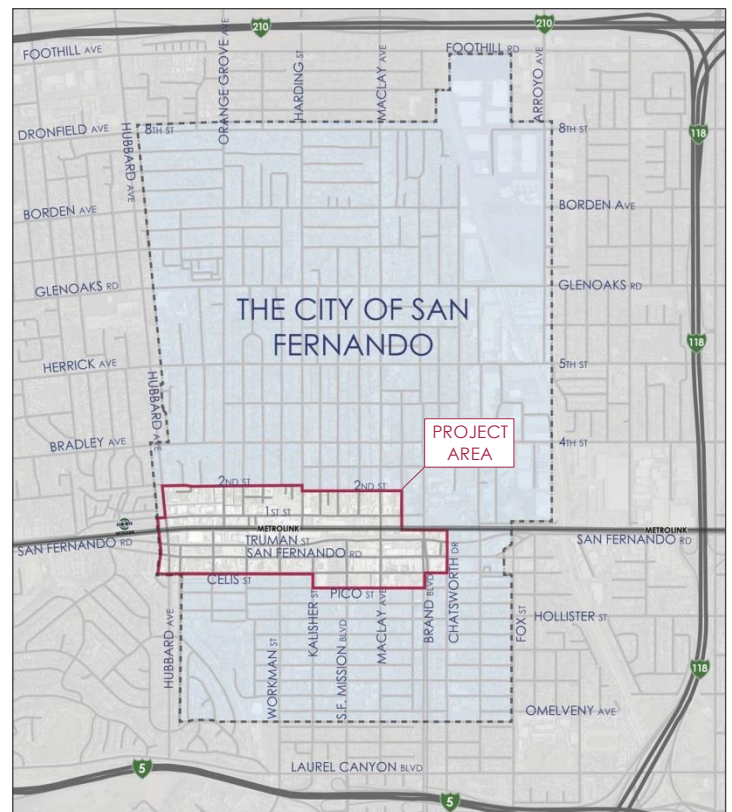 210
210
FOOTHILL AVE
ORANGE GROVE AVE
HARDING ST
MACLAY AVE
FOOTHILL RD
ARROYO AVE
DRONFIELD AVE
HUBBARD AVE
8TH ST
8TH ST
118
BORDEN AVE
BORDEN AVE
GLENOAKS RD
GLENOAKS RD
THE CITY OF SAN
FERNANDO
118
HERRICK AVE
HUBBARD AVE
5TH ST
BRADLEY AVE
4TH ST
PROJECT
AREA
2ND ST
2ND ST
1ST ST
METROLINK
METROLINK
TRUMAN ST
SAN FERNANDO RD
SAN FERNANDO RD
SAN FERNANDO RD
CELIS ST
PICO ST
HUBBARD AVE
WORKMAN ST
KALISHER ST
S.F. MISSION BLVD
MACLAY AVE
BRAND BLVD
CHATSWORTH DR
FOX ST
HOLLISTER ST
118
OMELVENY AVE
LAUREL CANYON BLVD
5
5